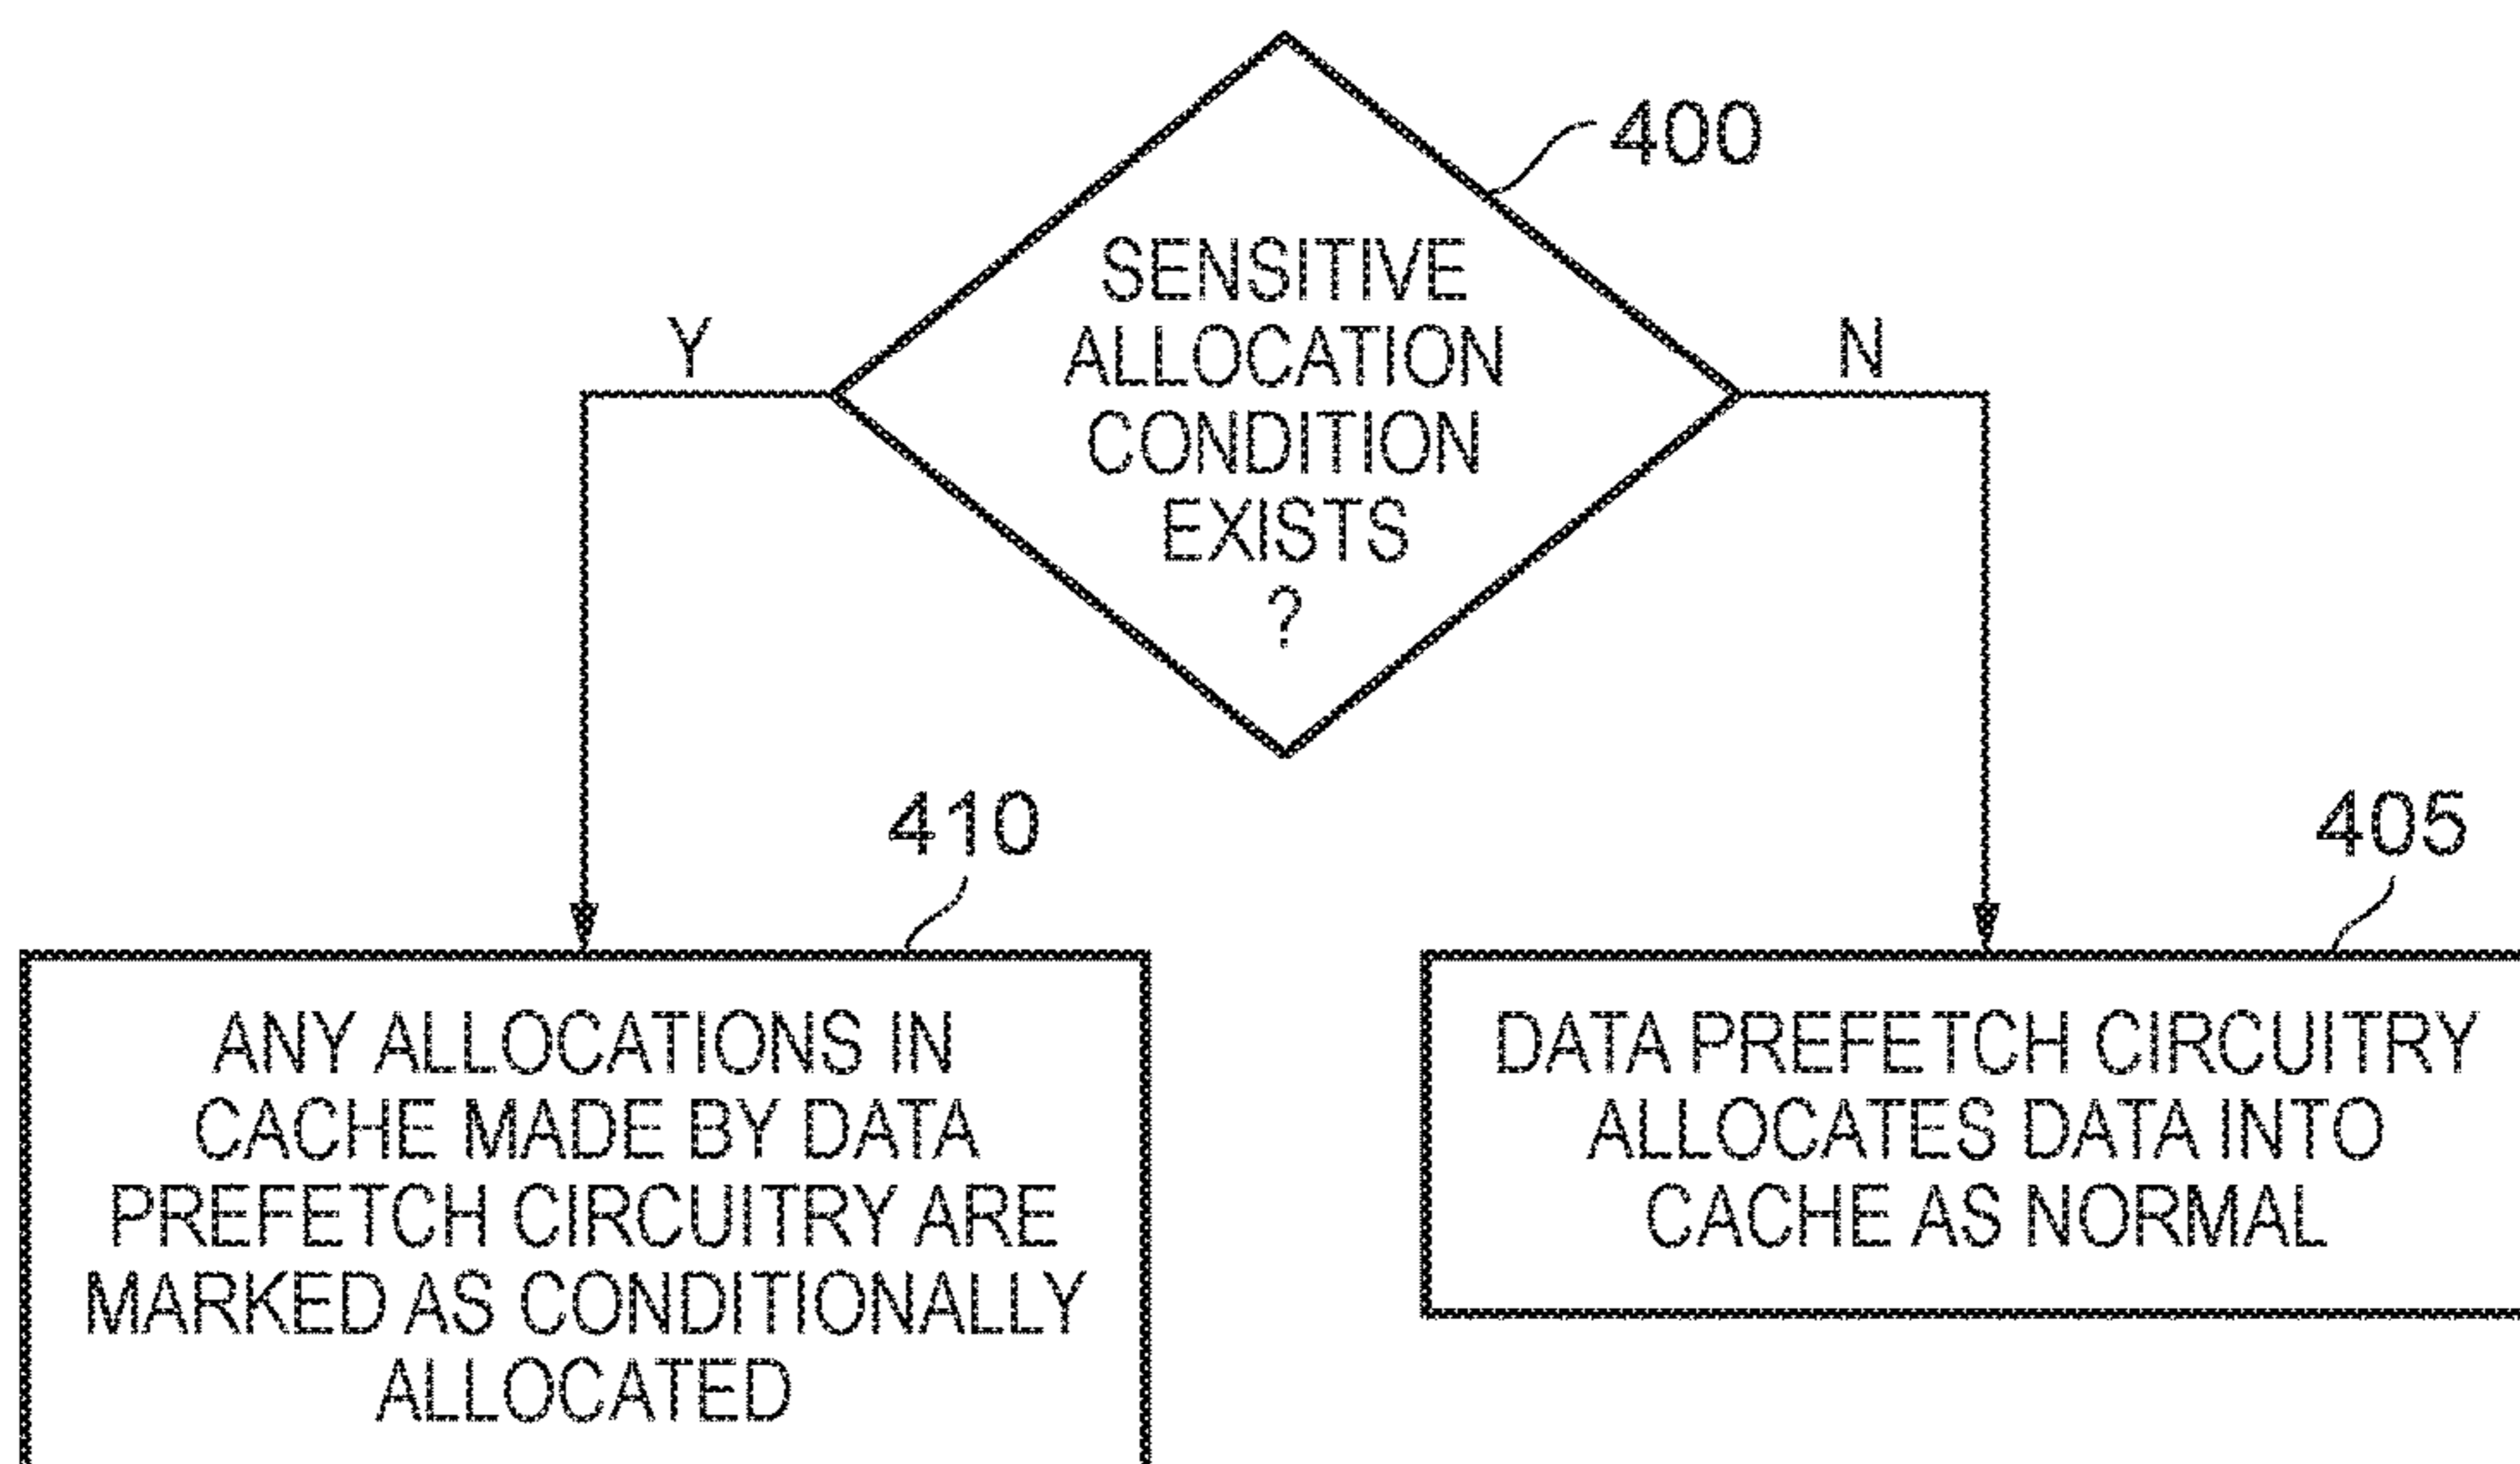 400
SENSITIVE
ALLOCATION
CONDITION
EXISTS
?
Y
N
410
ANY ALLOCATIONS IN
CACHE MADE BY DATA
PREFETCH CIRCUITRY ARE
MARKED AS CONDITIONALLY
ALLOCATED
405
DATA PREFETCH CIRCUITRY
ALLOCATES DATA INTO
CACHE AS NORMAL